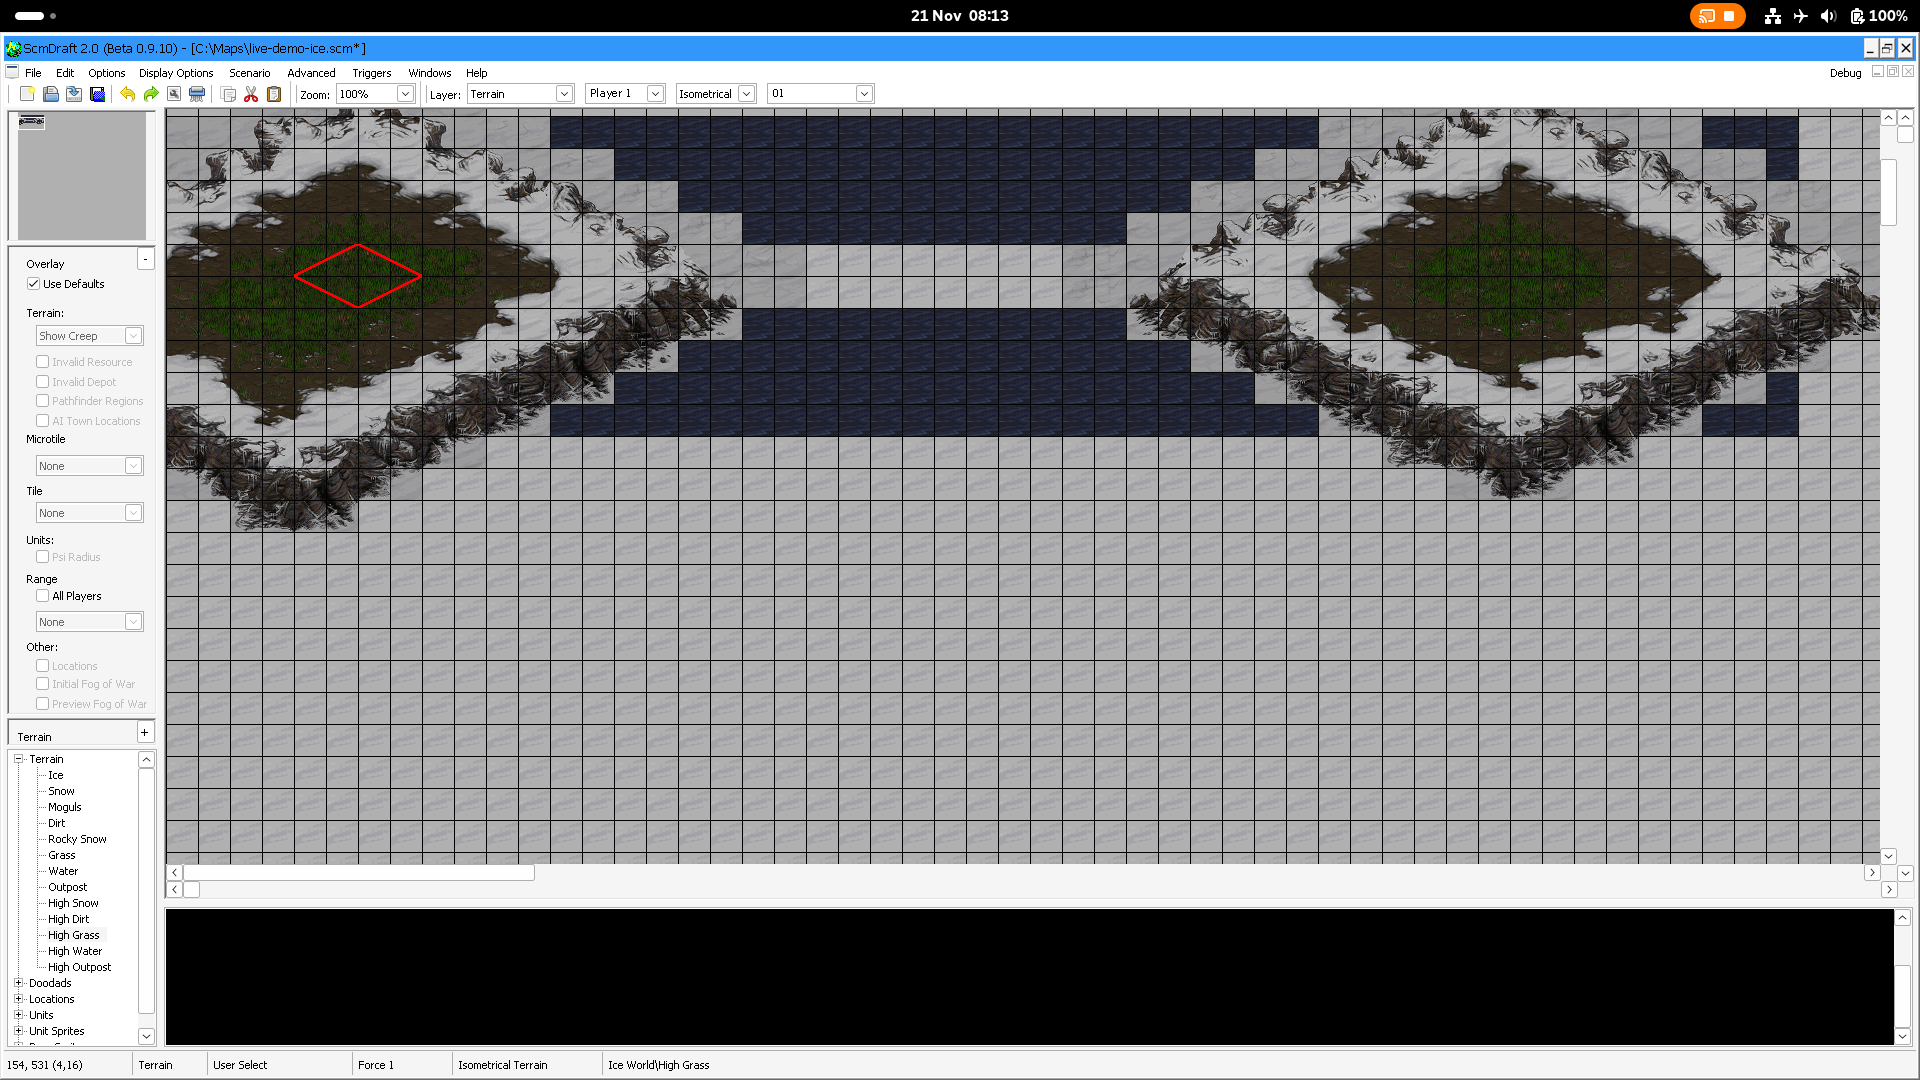 21 Nov 08:13
100%
ScmDraft 2.0 (Beta 0.9.10) - [C:\Maps\live-demo-ice.scm*]
File Edit Options Display Options Scenario Advanced Triggers Windows Help Debug
Zoom: 100% Layer: Terrain Player 1 Isometrical 01
Overlay
-
Use Defaults
Terrain:
Show Creep
Invalid Resource
Invalid Depot
Pathfinder Regions
AI Town Locations
Microtile
None
Tile
None
Units:
Psi Radius
Range
All Players
None
Other:
Locations
Initial Fog of War
Preview Fog of War
Terrain
+
Terrain
Ice
Snow
Moguls
Dirt
Rocky Snow
Grass
Water
Outpost
High Snow
High Dirt
High Grass
High Water
High Outpost
Doodads
Locations
Units
Unit Sprites
154, 531 (4,16) Terrain User Select Force 1 Isometrical Terrain Ice World\High Grass